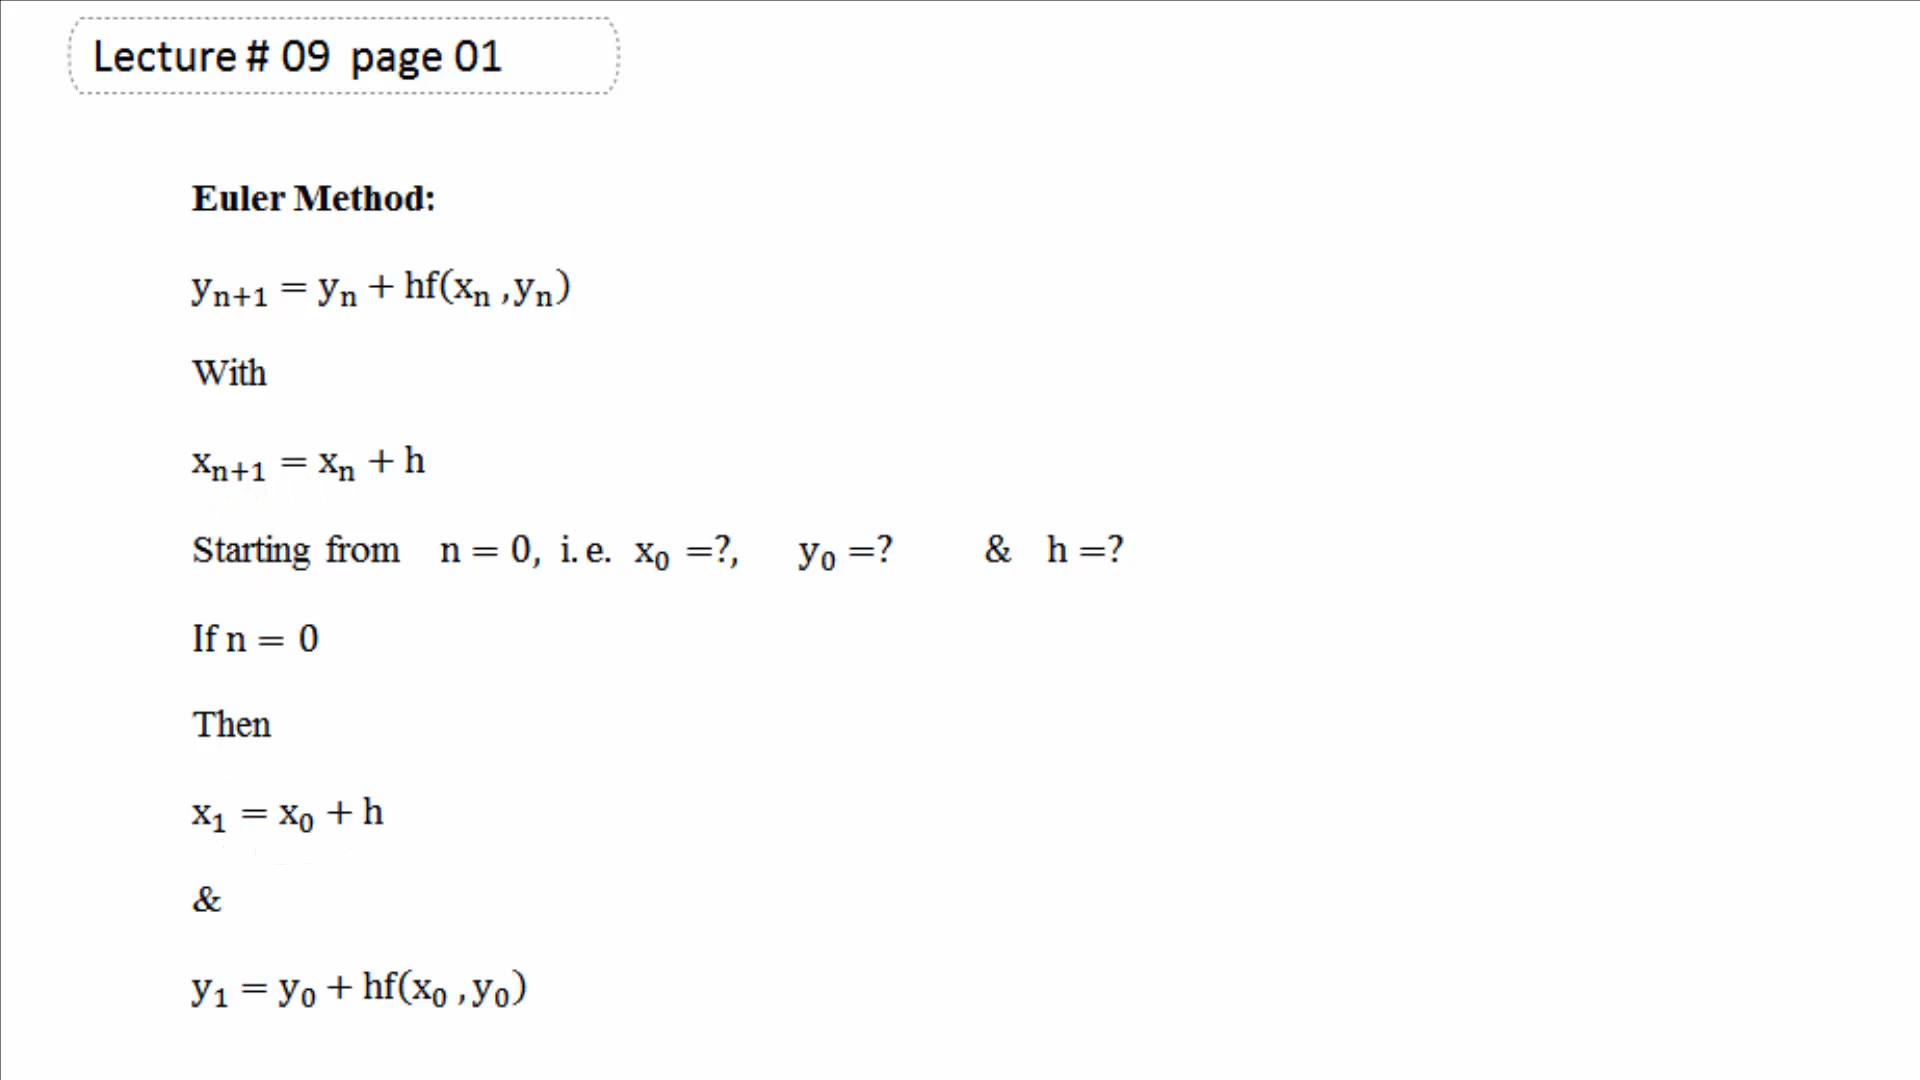 Lecture # 09 page 01
Euler Method:
yₙ₊₁ = yₙ + hf(xₙ ,yₙ)
With
xₙ₊₁ = xₙ + h
Starting from n = 0, i. e. x₀ =?, y₀ =? & h =?
If n = 0
Then
x₁ = x₀ + h
&
y₁ = y₀ + hf(x₀ ,y₀)